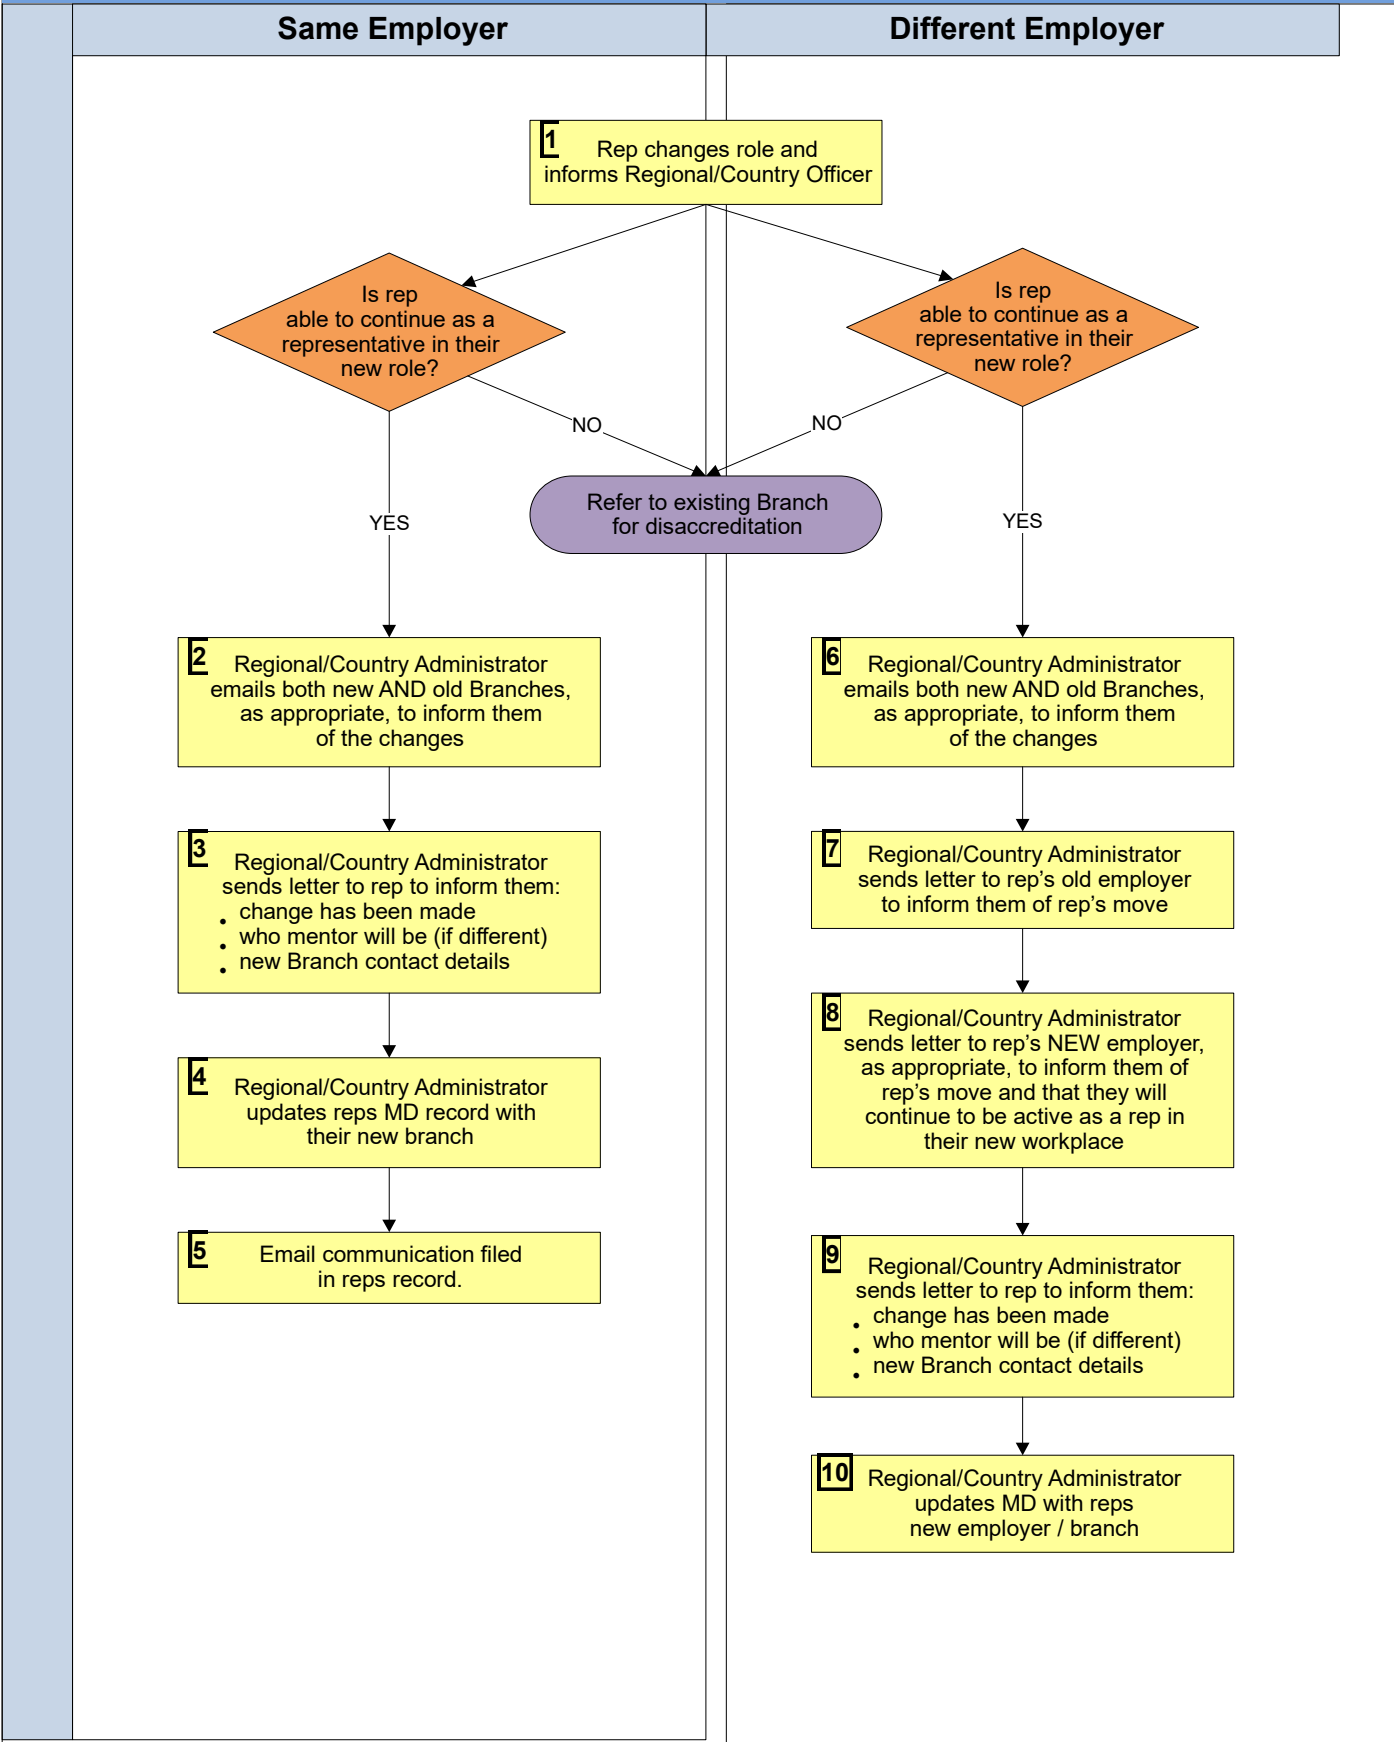 Same Employer
Different Employer
1
Rep changes role and
informs Regional/Country Officer
Is rep
able to continue as a
representative in their
new role?
Is rep
able to continue as a
representative in their
new role?
NO
NO
Refer to existing Branch
for disaccreditation
YES
YES
2
Regional/Country Administrator
emails both new AND old Branches,
as appropriate, to inform them
of the changes
3
Regional/Country Administrator
sends letter to rep to inform them:
• change has been made
• who mentor will be (if different)
• new Branch contact details
4
Regional/Country Administrator
updates reps MD record with
their new branch
5
Email communication filed
in reps record.
6
Regional/Country Administrator
emails both new AND old Branches,
as appropriate, to inform them
of the changes
7
Regional/Country Administrator
sends letter to rep’s old employer
to inform them of rep’s move
8
Regional/Country Administrator
sends letter to rep’s NEW employer,
as appropriate, to inform them of
rep’s move and that they will
continue to be active as a rep in
their new workplace
9
Regional/Country Administrator
sends letter to rep to inform them:
• change has been made
• who mentor will be (if different)
• new Branch contact details
10
Regional/Country Administrator
updates MD with reps
new employer / branch